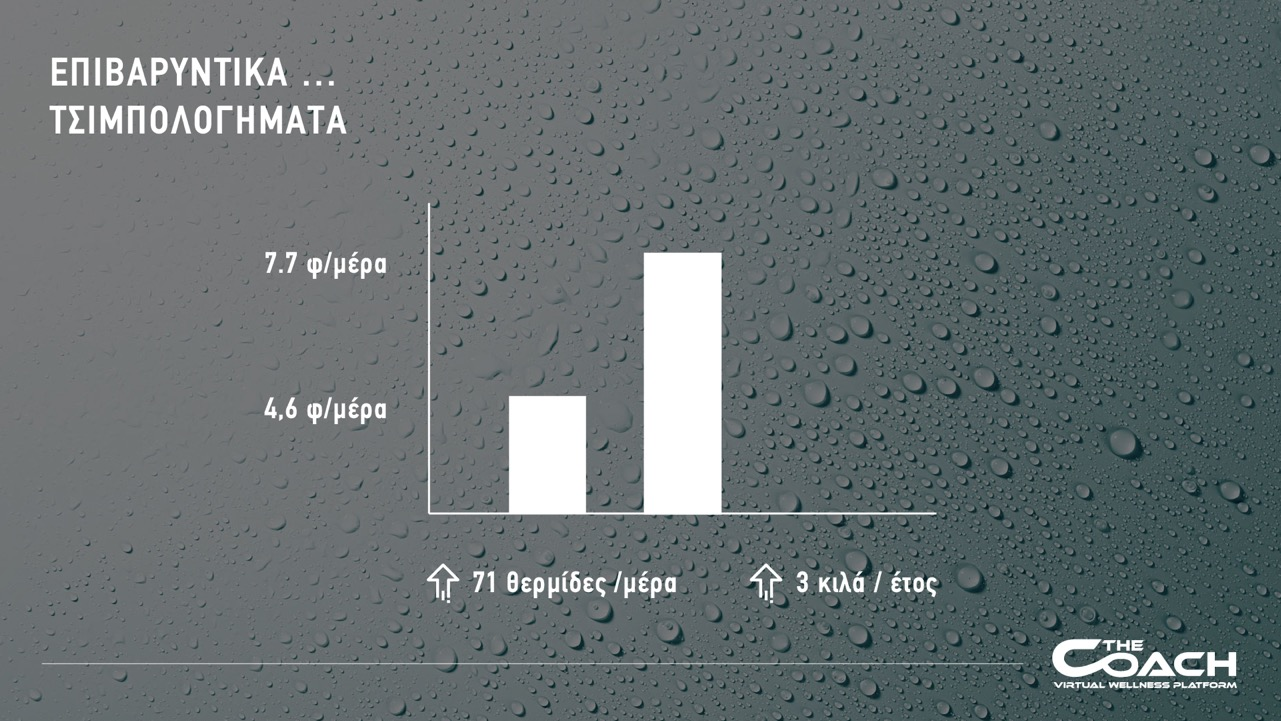 ΕΠΙΒΑΡΥΝΤΙΚΑ ...
ΤΣΙΜΠΟΛΟΓΗΜΑΤΑ
7.7 φ/μέρα
4,6 φ/μέρα
71 θερμίδες /μέρα
3 κιλά / έτος
THE
COACH
VIRTUAL WELLNESS PLATFORM